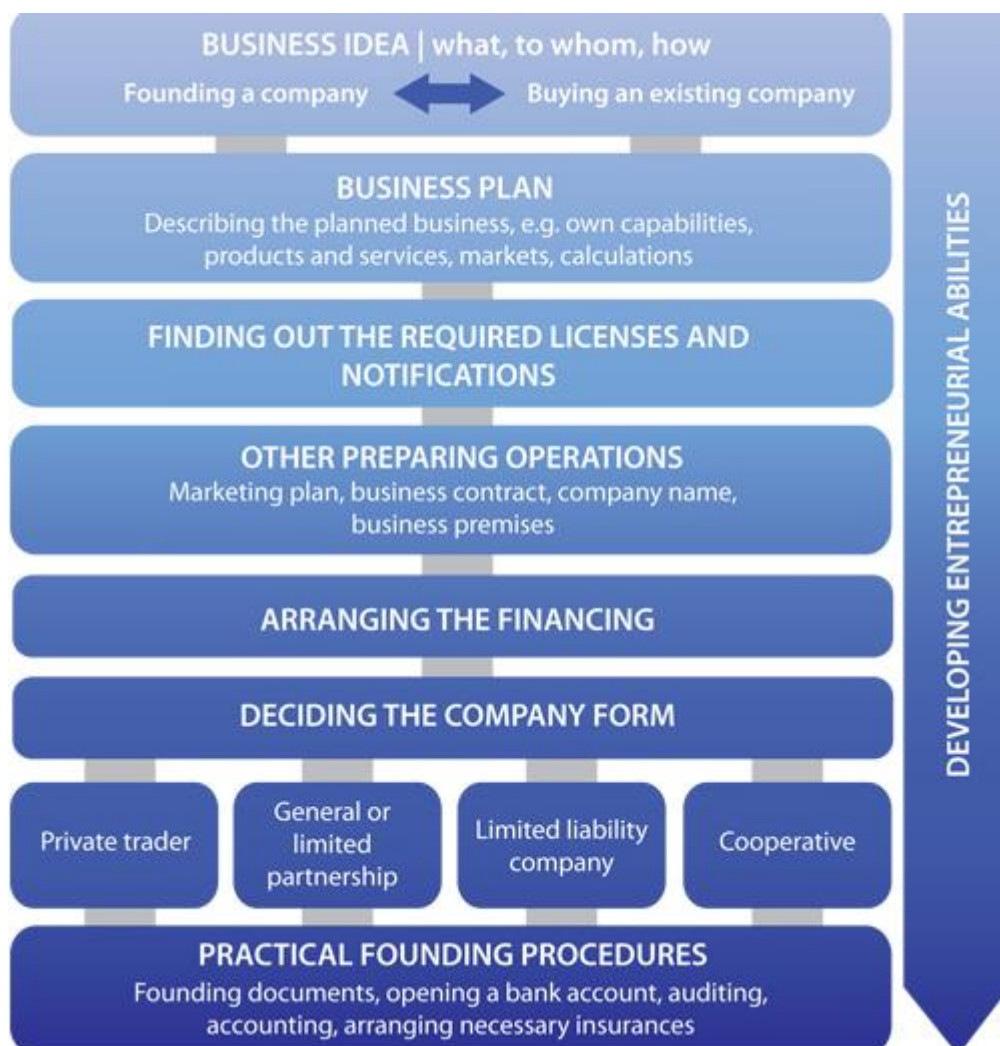 BUSINESS IDEA | what, to whom, how
Founding a company
Buying an existing company
BUSINESS PLAN
Describing the planned business, e.g. own capabilities,
products and services, markets, calculations
FINDING OUT THE REQUIRED LICENSES AND
NOTIFICATIONS
OTHER PREPARING OPERATIONS
Marketing plan, business contract, company name,
business premises
ARRANGING THE FINANCING
DECIDING THE COMPANY FORM
Private trader
General or
limited
partnership
Limited liability
company
Cooperative
PRACTICAL FOUNDING PROCEDURES
Founding documents, opening a bank account, auditing,
accounting, arranging necessary insurances
DEVELOPING ENTREPRENEURIAL ABILITIES